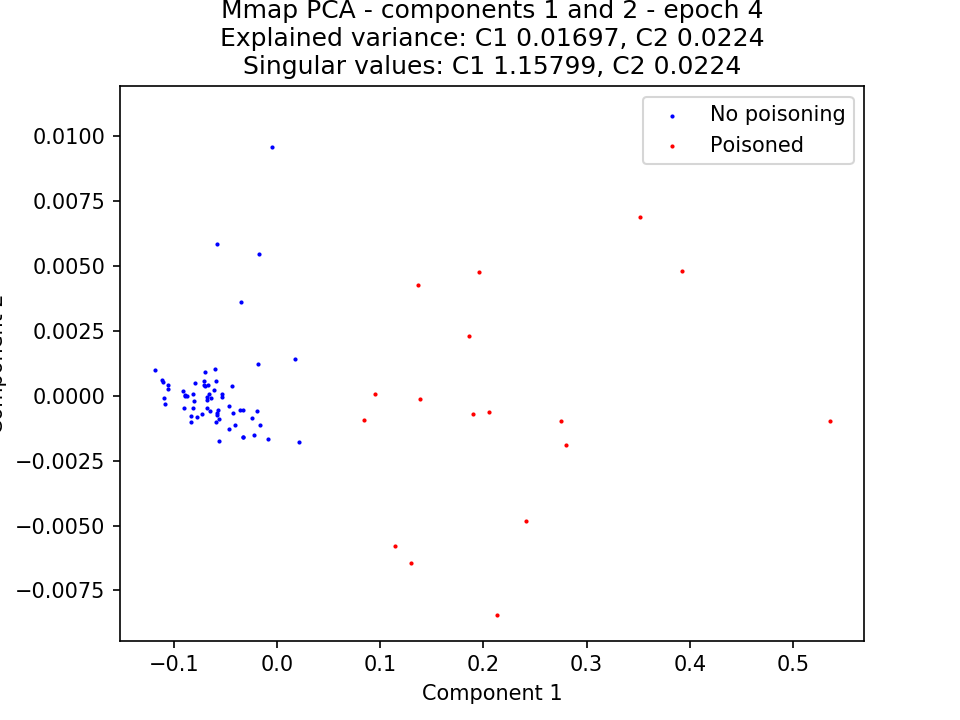 Mmap PCA - components 1 and 2 - epoch 4
Explained variance: C1 0.01697, C2 0.0224
Singular values: C1 1.15799, C2 0.0224
No poisoning
Poisoned
0.0100
0.0075
0.0050
0.0025
0.0000
−0.0025
−0.0050
−0.0075
−0.1
0.0
0.1
0.2
0.3
0.4
0.5
Component 1